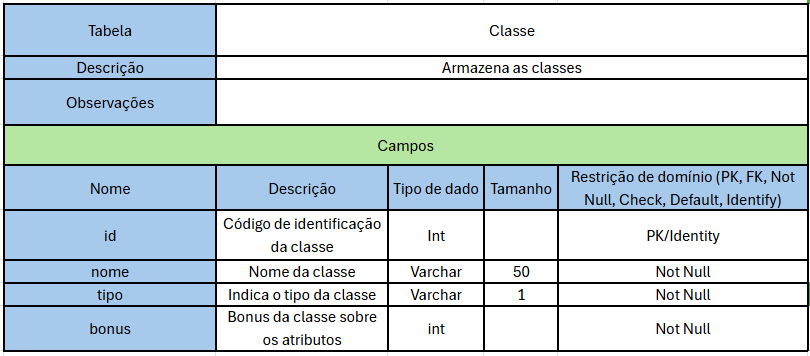 Tabela Classe
Descrição Armazena as classes
Observações
Campos
Nome Descrição Tipo de dado Tamanho Restrição de domínio (PK, FK, Not
Null, Check, Default, Identify)
id Código de identificação
da classe Int PK/Identity
nome Nome da classe Varchar 50 Not Null
tipo Indica o tipo da classe Varchar 1 Not Null
bonus Bonus da classe sobre
os atributos int Not Null